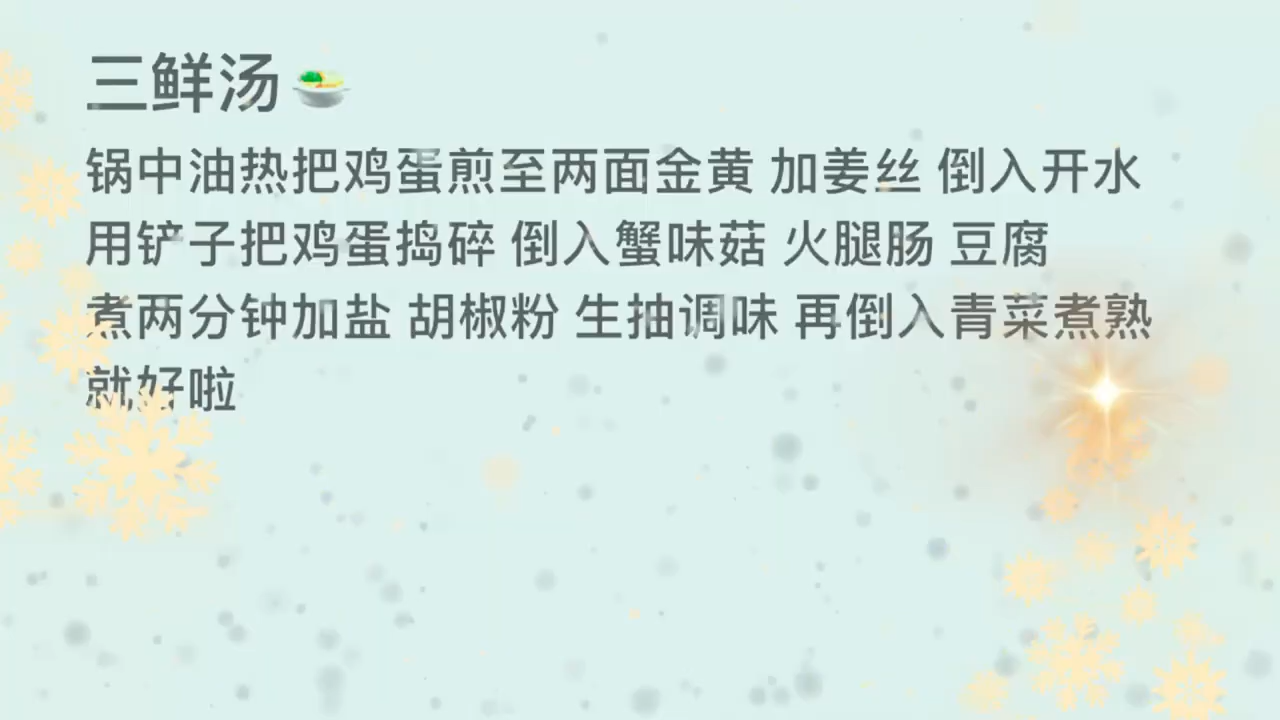 三鲜汤
锅中油热把鸡蛋煎至两面金黄 加姜丝 倒入开水
用铲子把鸡蛋捣碎 倒入蟹味菇 火腿肠 豆腐
煮两分钟加盐 胡椒粉 生抽调味 再倒入青菜煮熟
就好啦